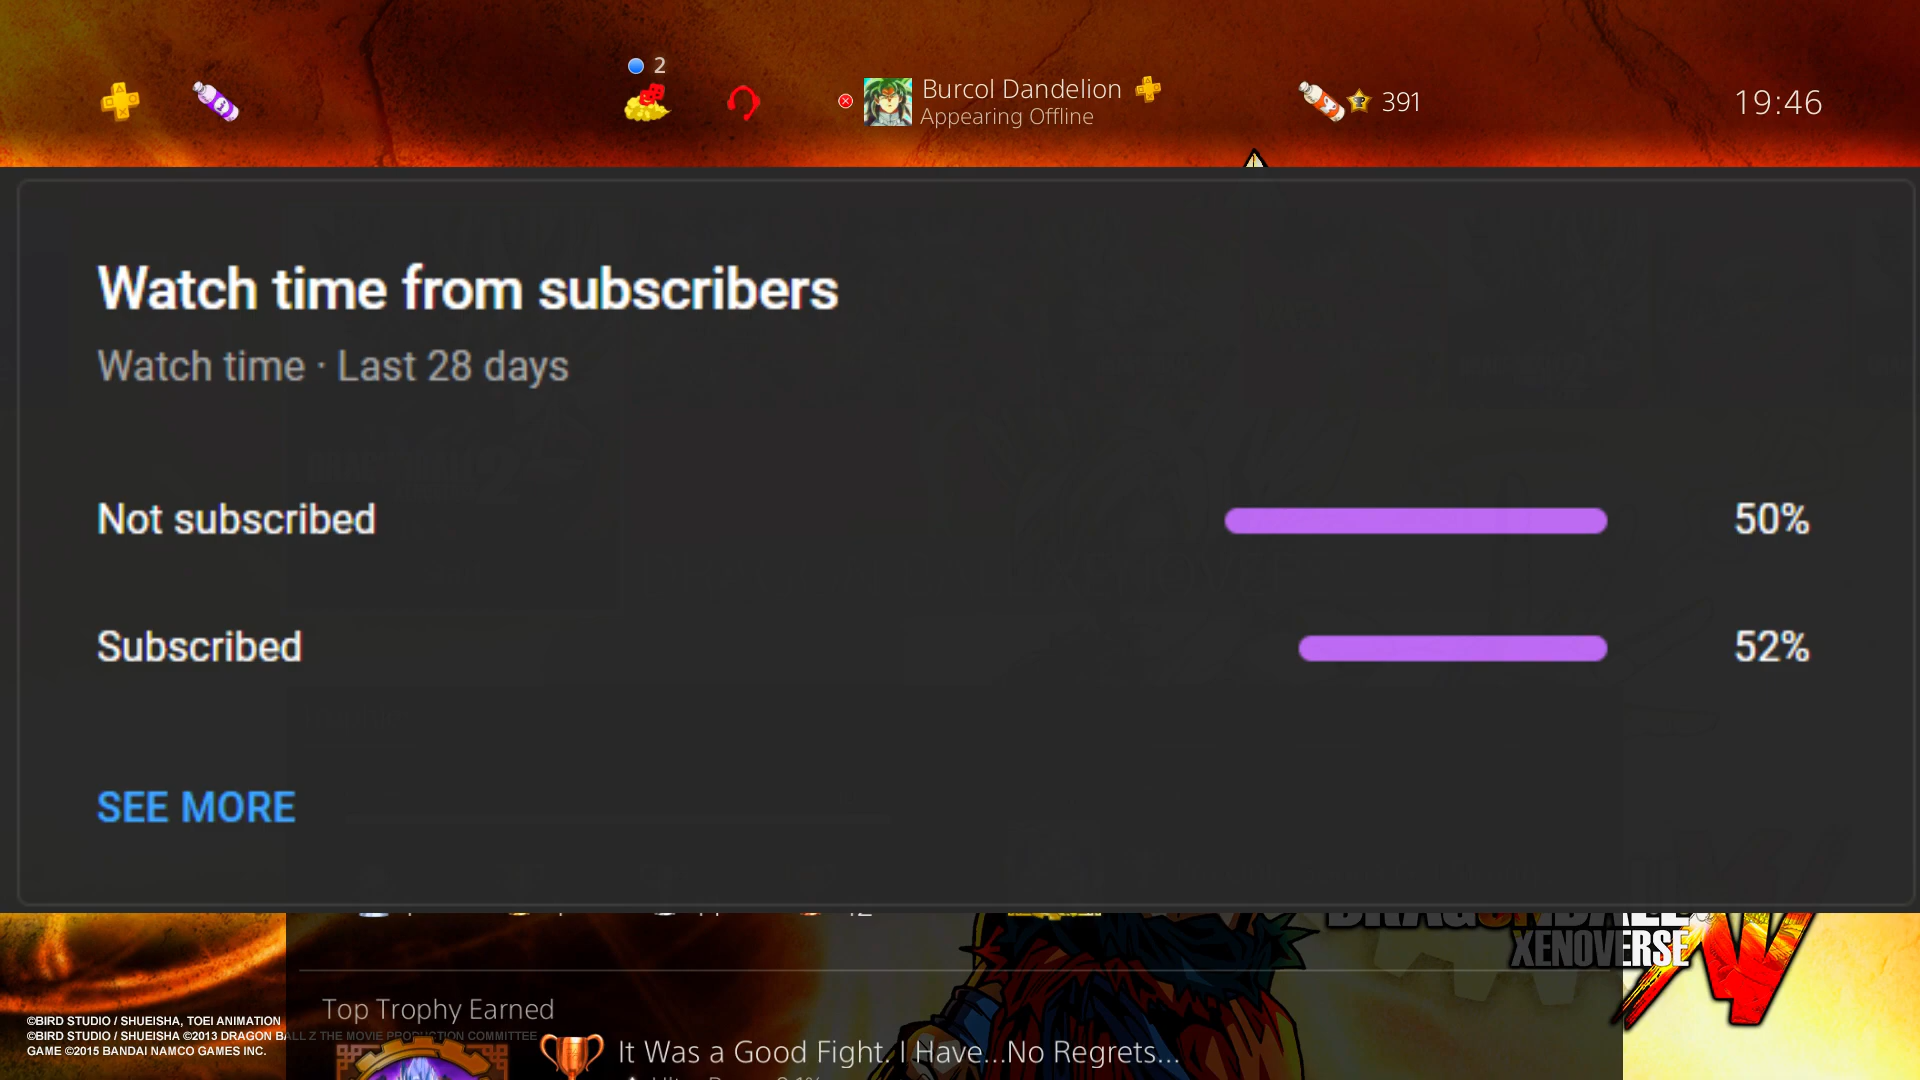 2
Burcol Dandelion
Appearing Offline
391
19:46
Watch time from subscribers
Watch time · Last 28 days
Not subscribed
50%
Subscribed
52%
SEE MORE
XENOVERSE
Top Trophy Earned
©BIRD STUDIO / SHUEISHA, TOEI ANIMATION
©BIRD STUDIO / SHUEISHA ©2013 DRAGON BALL Z THE MOVIE PRODUCTION COMMITTEE
GAME ©2015 BANDAI NAMCO GAMES INC.
It Was a Good Fight. I Have...No Regrets...